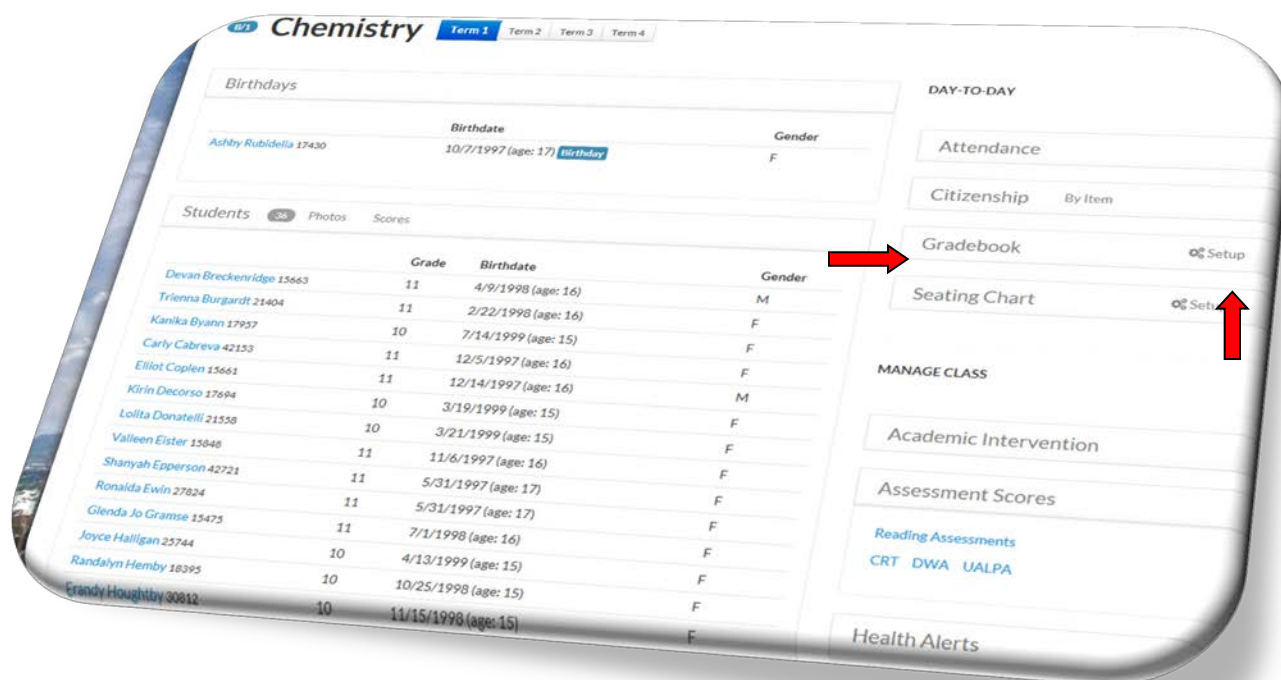 B/1 Chemistry Term 1 Term 2 Term 3 Term 4
Birthdays
Birthdate Gender
Ashby Rubidelia 17430 10/7/1997 (age: 17) Birthday F
Students 36 Photos Scores
Grade Birthdate Gender
Devan Breckenridge 15663 11 4/9/1998 (age: 16) M
Trienna Burgardt 21404 11 2/22/1998 (age: 16) F
Kanika Byann 17957 10 7/14/1999 (age: 15) F
Carly Cabreva 42153 11 12/5/1997 (age: 16) F
Elliot Coplen 15661 11 12/14/1997 (age: 16) M
Kirin Decorso 17694 10 3/19/1999 (age: 15) F
Lolita Donatelli 21558 10 3/21/1999 (age: 15) F
Valleen Eister 15848 11 11/6/1997 (age: 16) F
Shanyah Epperson 42721 11 5/31/1997 (age: 17) F
Ronalda Ewin 27824 11 5/31/1997 (age: 17) F
Glenda Jo Gramse 15475 11 7/1/1998 (age: 16) F
Joyce Halligan 25744 10 4/13/1999 (age: 15) F
Randalyn Hemby 18395 10 10/25/1998 (age: 15) F
Erandy Houghtby 30812 10 11/15/1998 (age: 15) F
DAY-TO-DAY
Attendance
Citizenship By Item
Gradebook Setup
Seating Chart
MANAGE CLASS
Academic Intervention
Assessment Scores
Reading Assessments
CRT DWA UALPA
Health Alerts